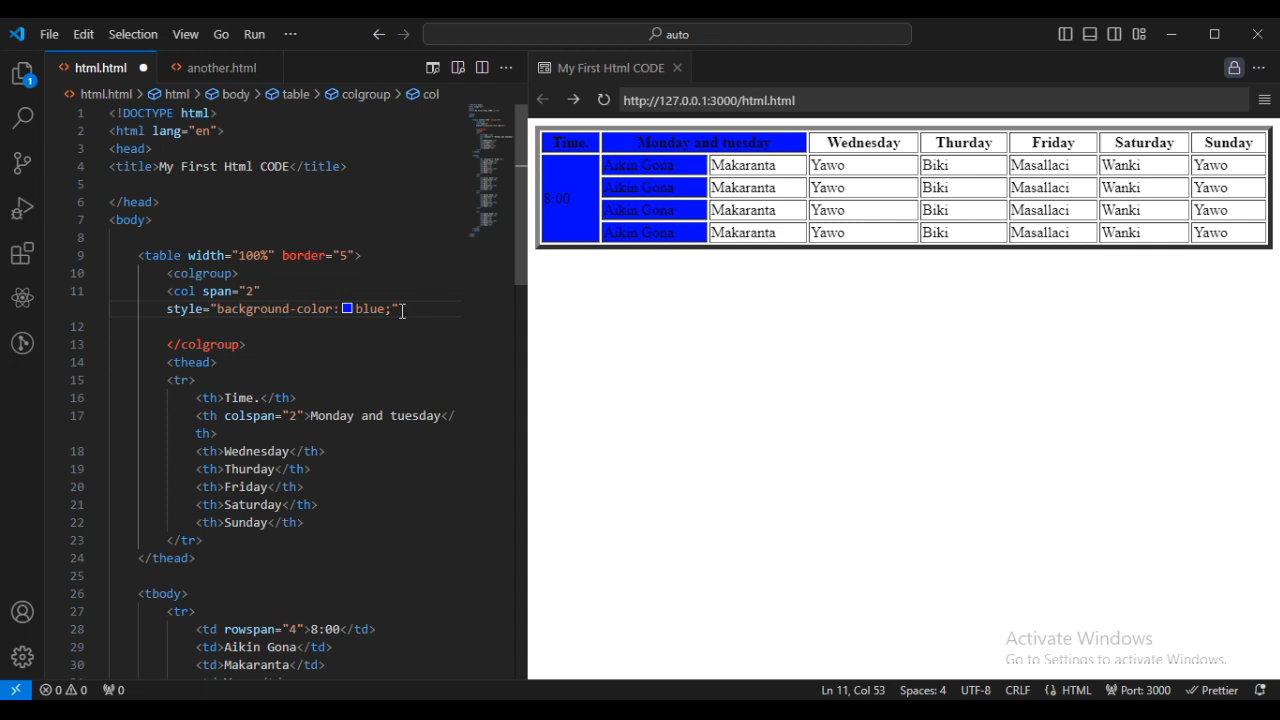 File Edit Selection View Go Run ··· auto
html.html another.html ···
html.html > html > body > table > colgroup > col
1 <!DOCTYPE html>
2 <html lang="en">
3 <head>
4 <title>My First Html CODE</title>
5
6 </head>
7 <body>
8
9 <table width="100%" border="5">
10 <colgroup>
11 <col span="2"
style="background-color:blue;"
12
13 </colgroup>
14 <thead>
15 <tr>
16 <th>Time.</th>
17 <th colspan="2">Monday and tuesday</
th>
18 <th>Wednesday</th>
19 <th>Thurday</th>
20 <th>Friday</th>
21 <th>Saturday</th>
22 <th>Sunday</th>
23 </tr>
24 </thead>
25
26 <tbody>
27 <tr>
28 <td rowspan="4">8:00</td>
29 <td>Aikin Gona</td>
30 <td>Makaranta</td>
My First Html CODE
http://127.0.0.1:3000/html.html
Time. Monday and tuesday Wednesday Thurday Friday Saturday Sunday
8:00 Aikin Gona Makaranta Yawo Biki Masallaci Wanki Yawo
Aikin Gona Makaranta Yawo Biki Masallaci Wanki Yawo
Aikin Gona Makaranta Yawo Biki Masallaci Wanki Yawo
Aikin Gona Makaranta Yawo Biki Masallaci Wanki Yawo
Activate Windows
Go to Settings to activate Windows.
0 0 0 Ln 11, Col 53 Spaces: 4 UTF-8 CRLF HTML Port: 3000 Prettier
1